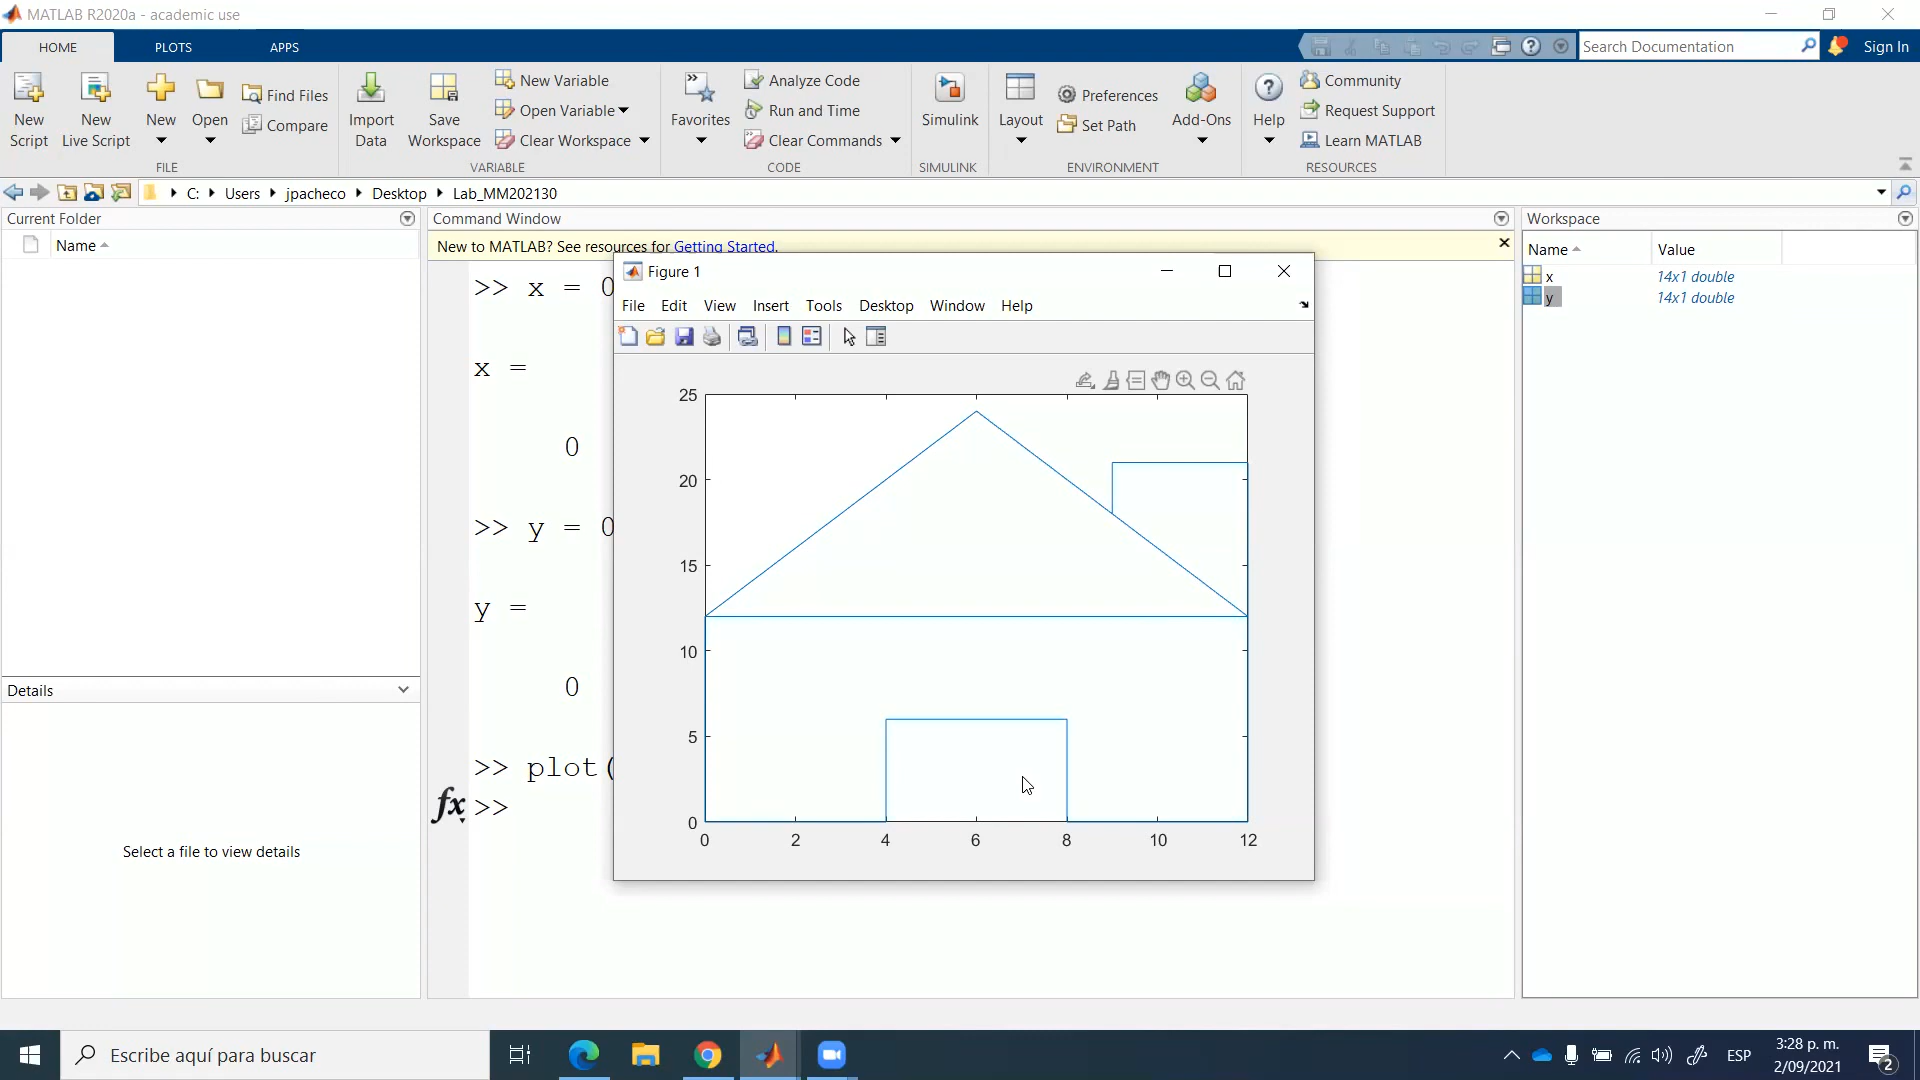 MATLAB R2020a - academic use
HOME PLOTS APPS
Search Documentation
Sign In
New Script
New Live Script
New
Open
Find Files
Compare
FILE
Import Data
Save Workspace
New Variable
Open Variable
Clear Workspace
VARIABLE
Favorites
Analyze Code
Run and Time
Clear Commands
CODE
Simulink
SIMULINK
Layout
Preferences
Set Path
Add-Ons
ENVIRONMENT
Help
Community
Request Support
Learn MATLAB
RESOURCES
C: Users jpacheco Desktop Lab_MM202130
Current Folder
Name
Details
Select a file to view details
Command Window
New to MATLAB? See resources for Getting Started.
>> x = 0
x =
0
>> y = 0
y =
0
>> plot(
fx >>
Figure 1
File Edit View Insert Tools Desktop Window Help
25
20
15
10
5
0
0 2 4 6 8 10 12
Workspace
Name Value
x 14x1 double
y 14x1 double
Escribe aquí para buscar
ESP
3:28 p. m.
2/09/2021
2